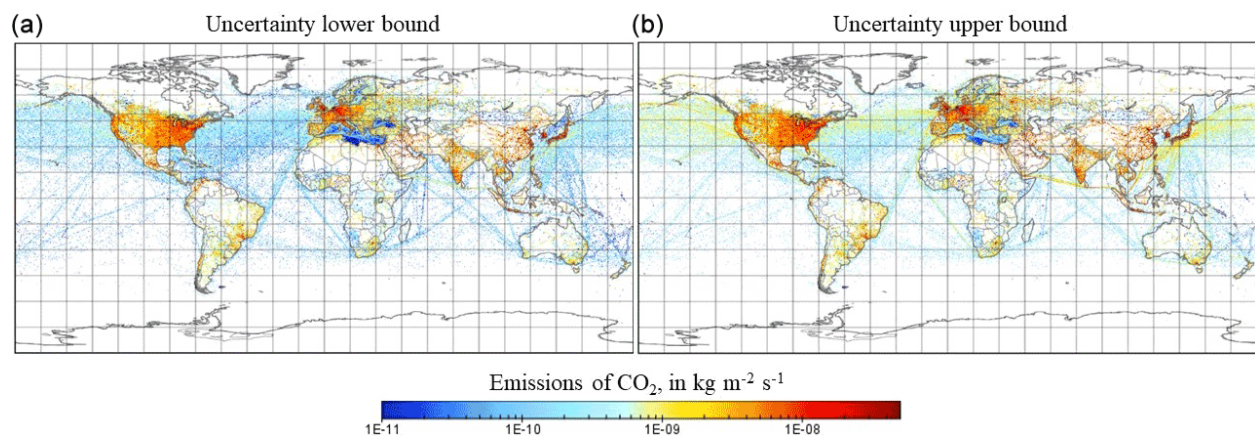 (a) Uncertainty lower bound
(b) Uncertainty upper bound
Emissions of CO₂, in kg m⁻² s⁻¹
1E-11 1E-10 1E-09 1E-08